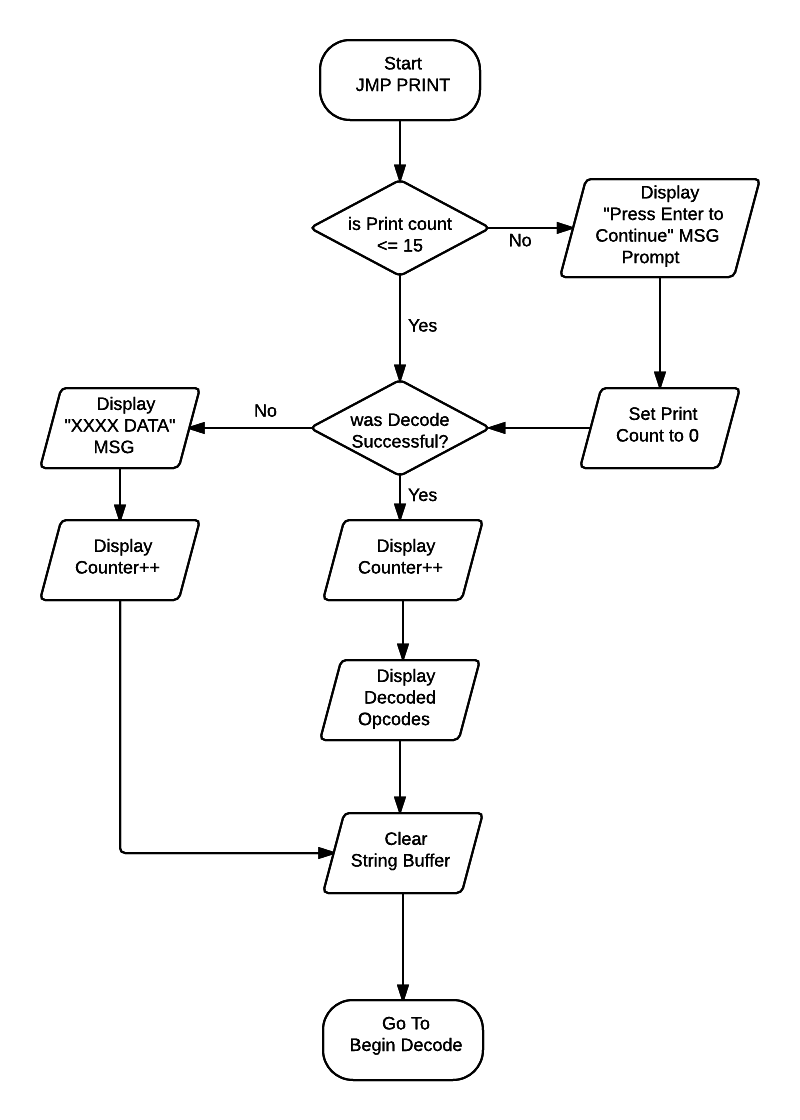 Start
JMP PRINT
is Print count
<= 15
No
Display
"Press Enter to
Continue" MSG
Prompt
Yes
Set Print
Count to 0
was Decode
Successful?
No
Display
"XXXX DATA"
MSG
Yes
Display
Counter++
Display
Counter++
Display
Decoded
Opcodes
Clear
String Buffer
Go To
Begin Decode